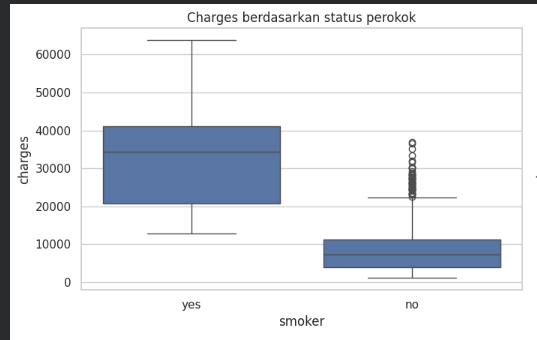 Charges berdasarkan status perokok
charges
60000
50000
40000
30000
20000
10000
0
yes
no
smoker